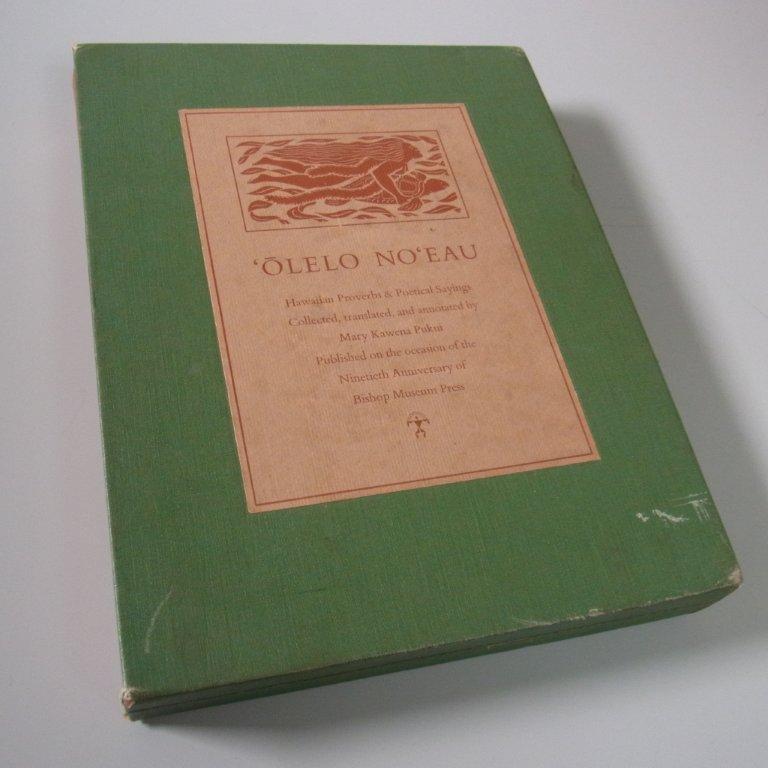 ʻŌLELO NOʻEAU
Hawaiian Proverbs & Poetical Sayings
Collected, translated, and annotated by
Mary Kawena Pukui
Published on the occasion of the
Ninetieth Anniversary of
Bishop Museum Press